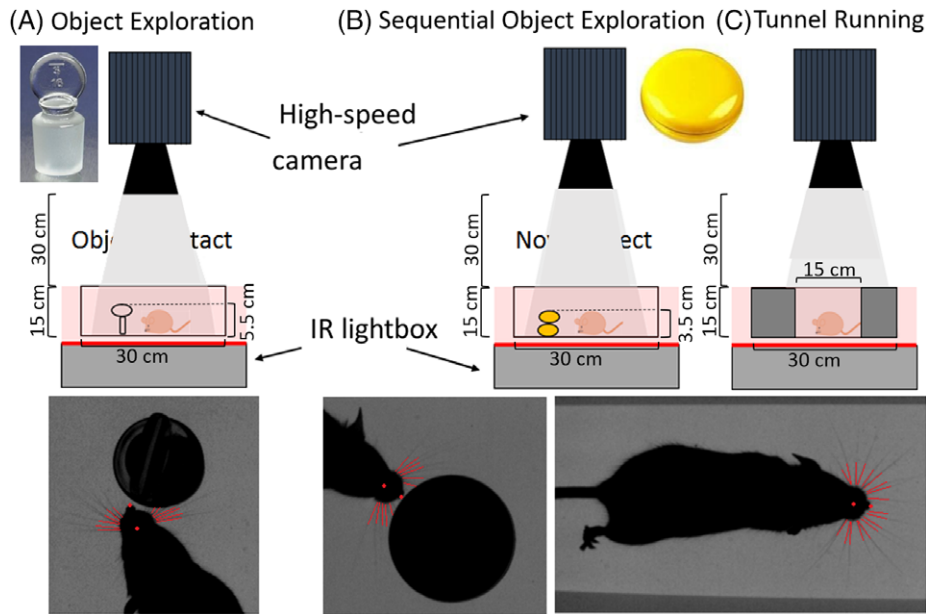 (A) Object Exploration
(B) Sequential Object Exploration
(C) Tunnel Running
High-speed
camera
30 cm
15 cm
5.5 cm
30 cm
IR lightbox
30 cm
15 cm
3.5 cm
30 cm
30 cm
15 cm
15 cm
30 cm